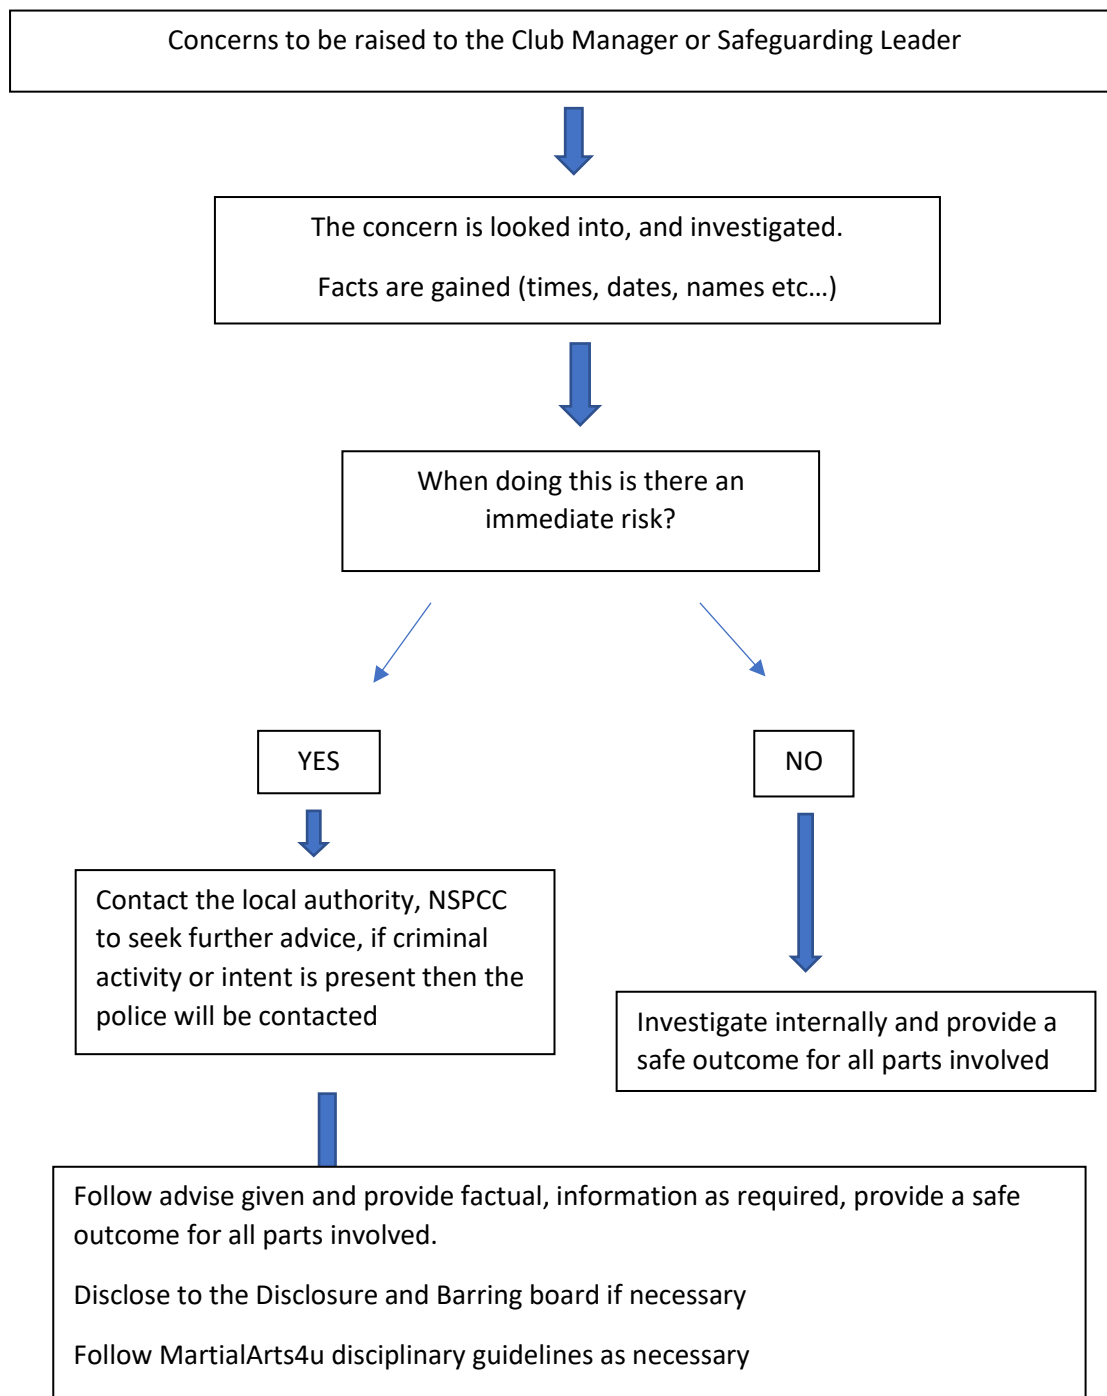 Concerns to be raised to the Club Manager or Safeguarding Leader
The concern is looked into, and investigated.
Facts are gained (times, dates, names etc…)
When doing this is there an
immediate risk?
YES
NO
Contact the local authority, NSPCC
to seek further advice, if criminal
activity or intent is present then the
police will be contacted
Investigate internally and provide a
safe outcome for all parts involved
Follow advise given and provide factual, information as required, provide a safe
outcome for all parts involved.
Disclose to the Disclosure and Barring board if necessary
Follow MartialArts4u disciplinary guidelines as necessary